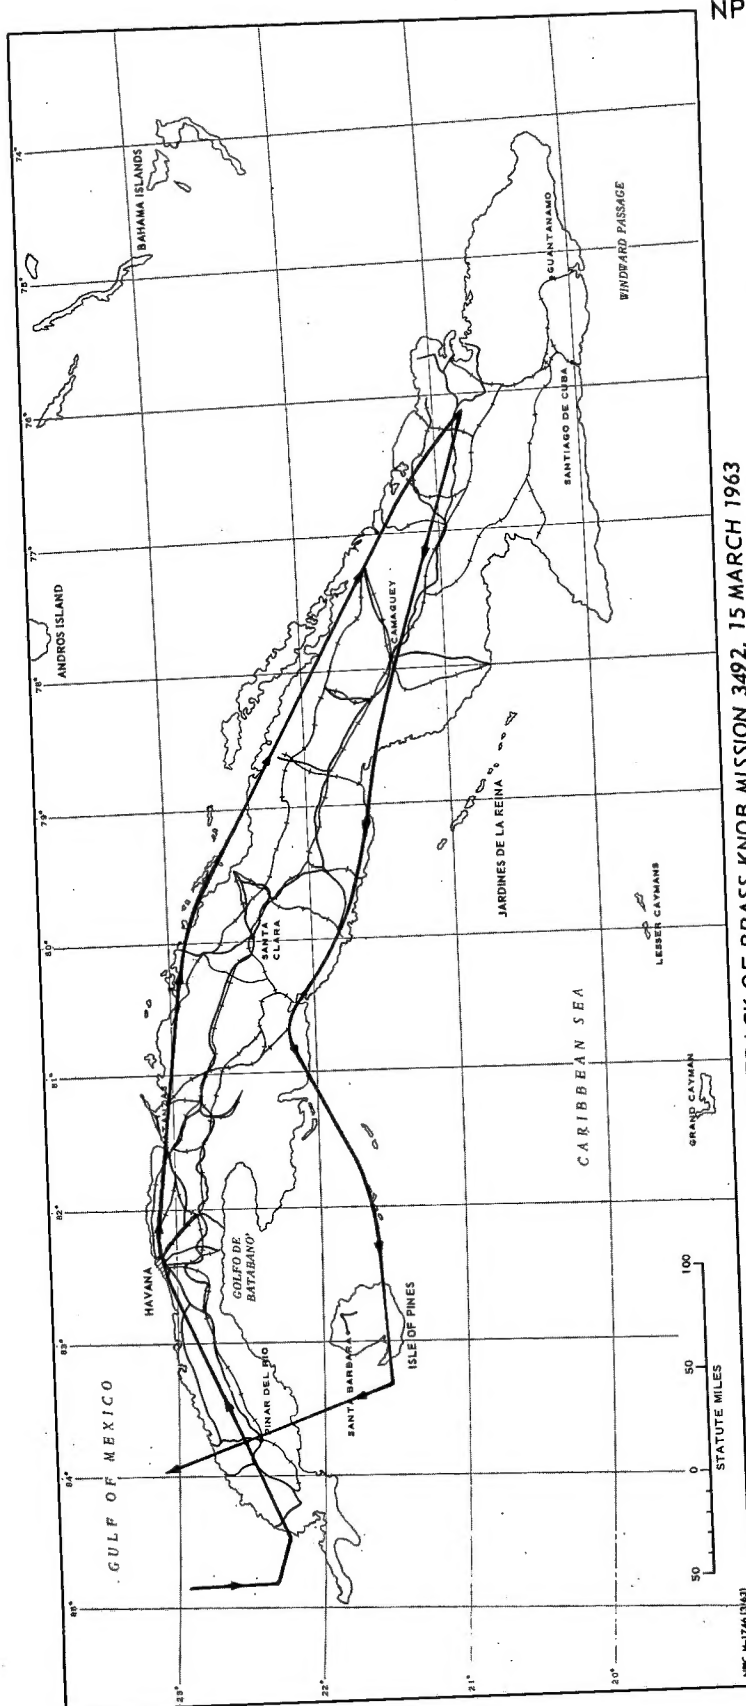 NP
74°
75°
76°
77°
78°
79°
80°
81°
82°
83°
84°
23°
22°
21°
20°
BAHAMA ISLANDS
ANDROS ISLAND
GUANTANAMO
WINDWARD PASSAGE
SANTIAGO DE CUBA
CAMAGUEY
JARDINES DE LA REINA
SANTA
CLARA
LESSER CAYMANS
CARIBBEAN SEA
GRAND CAYMAN
HAVANA
GOLFO DE
BATABANO
ISLE OF PINES
SANTA BARBARA
PINAR DEL RIO
GULF OF MEXICO
50 0 50 100
STATUTE MILES
OF BRASS KNOB MISSION 3492, 15 MARCH 1963